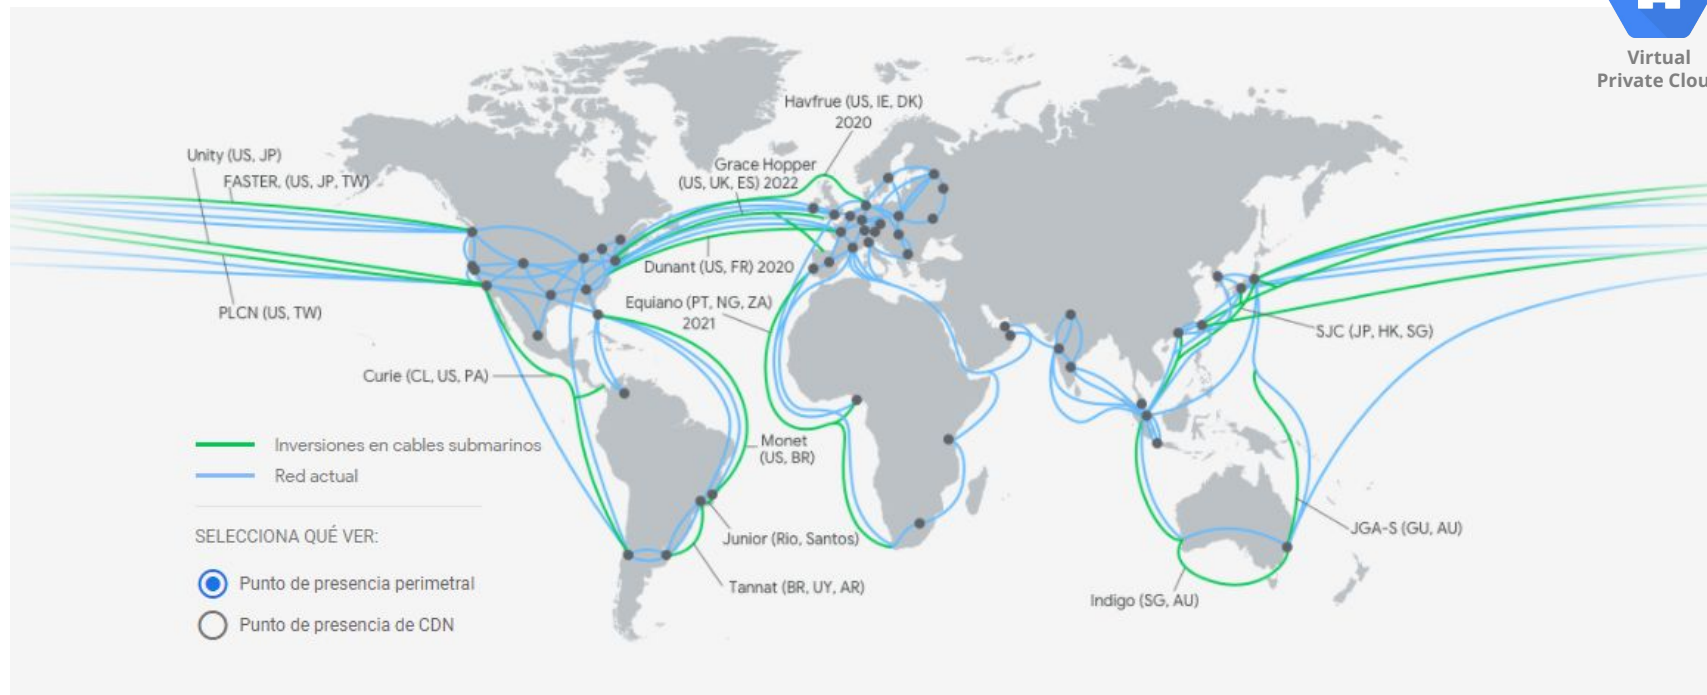 Virtual
Private Clou
Havfrue (US, IE, DK)
2020
Unity (US, JP)
FASTER, (US, JP, TW)
Grace Hopper
(US, UK, ES) 2022
Dunant (US, FR) 2020
Equiano (PT, NG, ZA)
2021
PLCN (US, TW)
SJC (JP, HK, SG)
Curie (CL, US, PA)
Monet
(US, BR)
Inversiones en cables submarinos
Red actual
SELECCIONA QUÉ VER:
Punto de presencia perimetral
Punto de presencia de CDN
Junior (Rio, Santos)
Tannat (BR, UY, AR)
JGA-S (GU, AU)
Indigo (SG, AU)